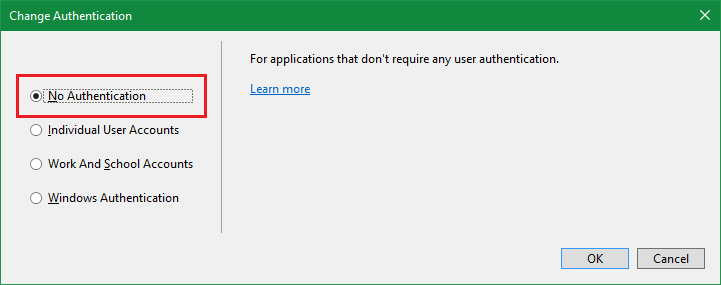 Change Authentication
No Authentication
Individual User Accounts
Work And School Accounts
Windows Authentication
For applications that don't require any user authentication.
Learn more
OK
Cancel